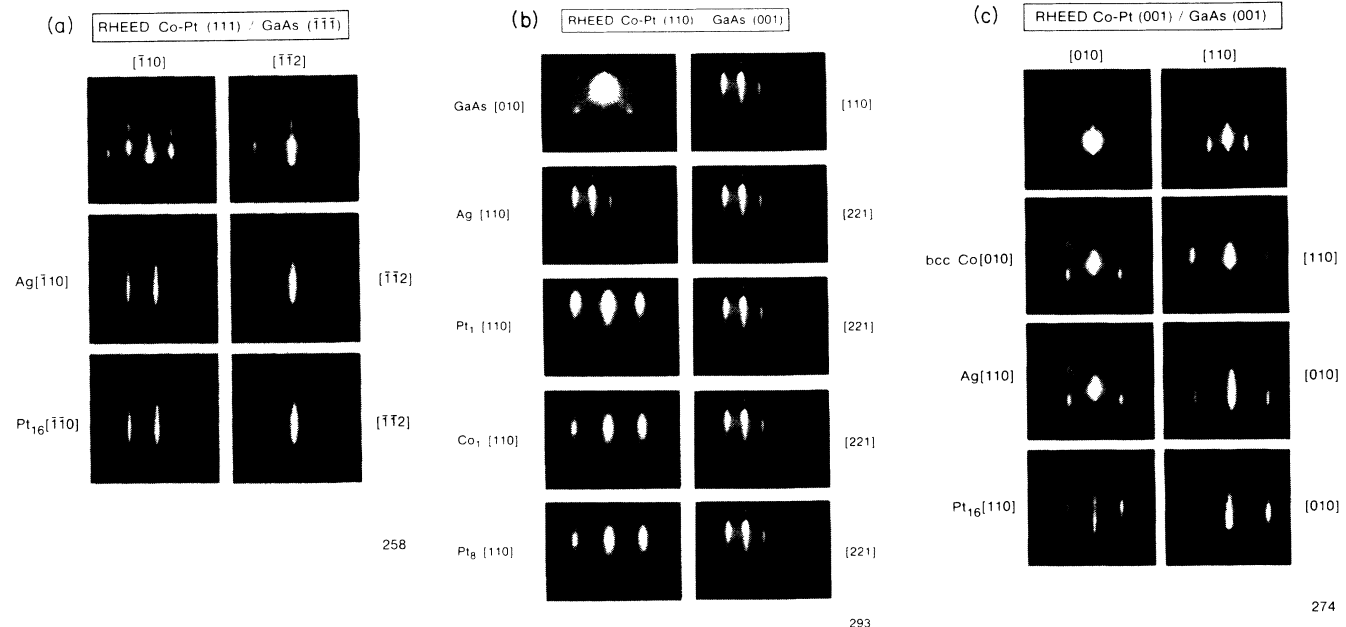 (a)
RHEED Co-Pt (111) / GaAs (1̄1̄1̄)
[1̄10] [1̄1̄2]
Ag[1̄10] [1̄1̄2]
Pt₁₆[1̄1̄0] [1̄1̄2]
258
(b)
RHEED Co-Pt (110) GaAs (001)
GaAs [010] [110]
Ag [110] [221]
Pt₁ [110] [221]
Co₁ [110] [221]
Pt₈ [110] [221]
293
(c)
RHEED Co-Pt (001) / GaAs (001)
[010] [110]
bcc Co[010] [110]
Ag[110] [010]
Pt₁₆[110] [010]
274